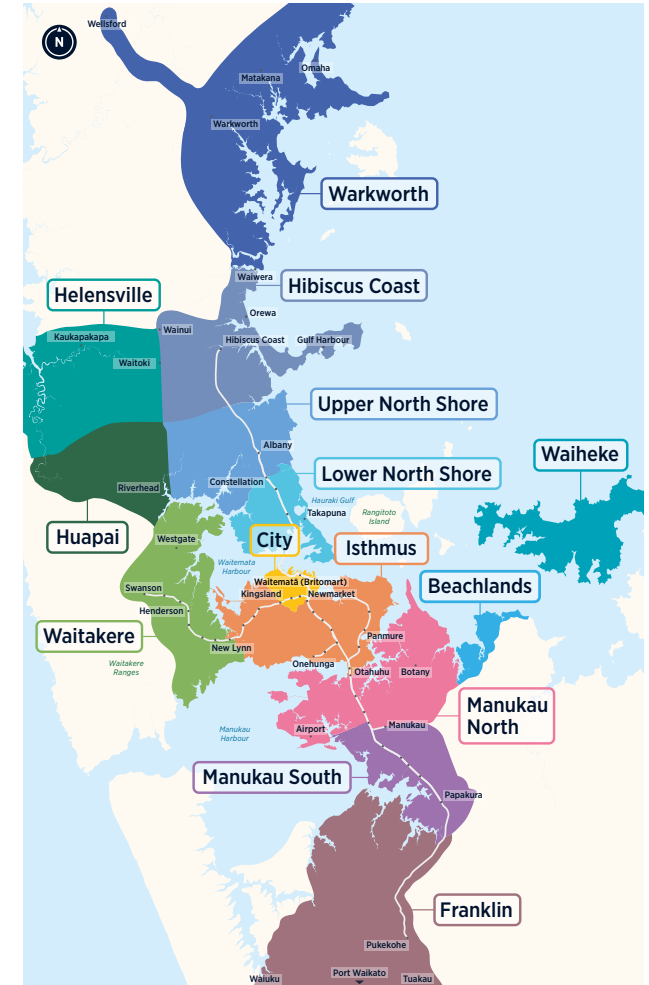 Wellsford
N
Omaha
Matakana
Warkworth
Warkworth
Waiwera
Hibiscus Coast
Helensville
Orewa
Wainui
Kaukapakapa
Hibiscus Coast
Gulf Harbour
Waitoki
Upper North Shore
Albany
Waiheke
Lower North Shore
Constellation
Riverhead
Hauraki Gulf
Takapuna
Rangitoto
Island
Huapai
Westgate
City
Isthmus
Waitemata
Harbour
Waitematā (Britomart)
Beachlands
Swanson
Kingsland
Newmarket
Henderson
Waitakere
Panmure
New Lynn
Waitakere
Ranges
Onehunga
Otahuhu
Botany
Manukau
North
Manukau
Harbour
Airport
Manukau
Manukau South
Papakura
Franklin
Pukekohe
Port Waikato
Waiuku
Tuakau